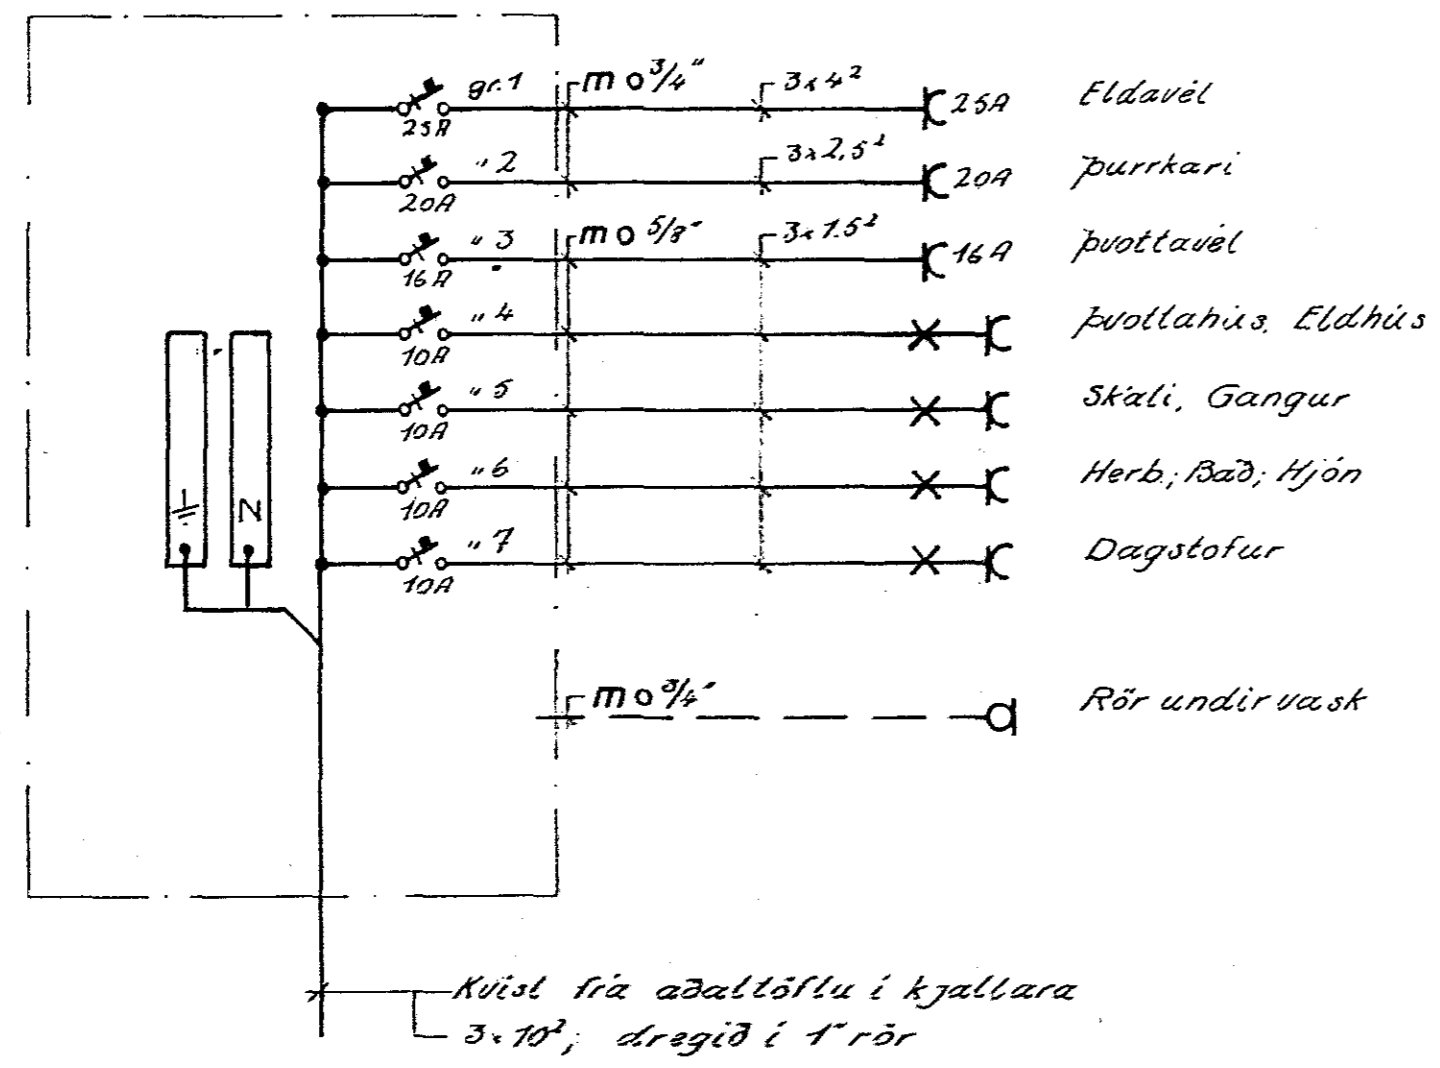 gr. 1 25A mo 3/4" 3x4² 25A Eldavél
" 2 20A 3x2,5² 20A Þurrkari
" 3 16A mo 5/8" 3x1.5² 16A Þvottavél
" 4 10A Þvottahús, Eldhús
" 5 10A Skáli, Gangur
" 6 10A Herb.; Bað; Hjón
" 7 10A Dagstofur
N
mo 3/4" Rör undir vask
Kvísl frá aðaltöflu í kjallara
3x10²; dregið í 1" rör